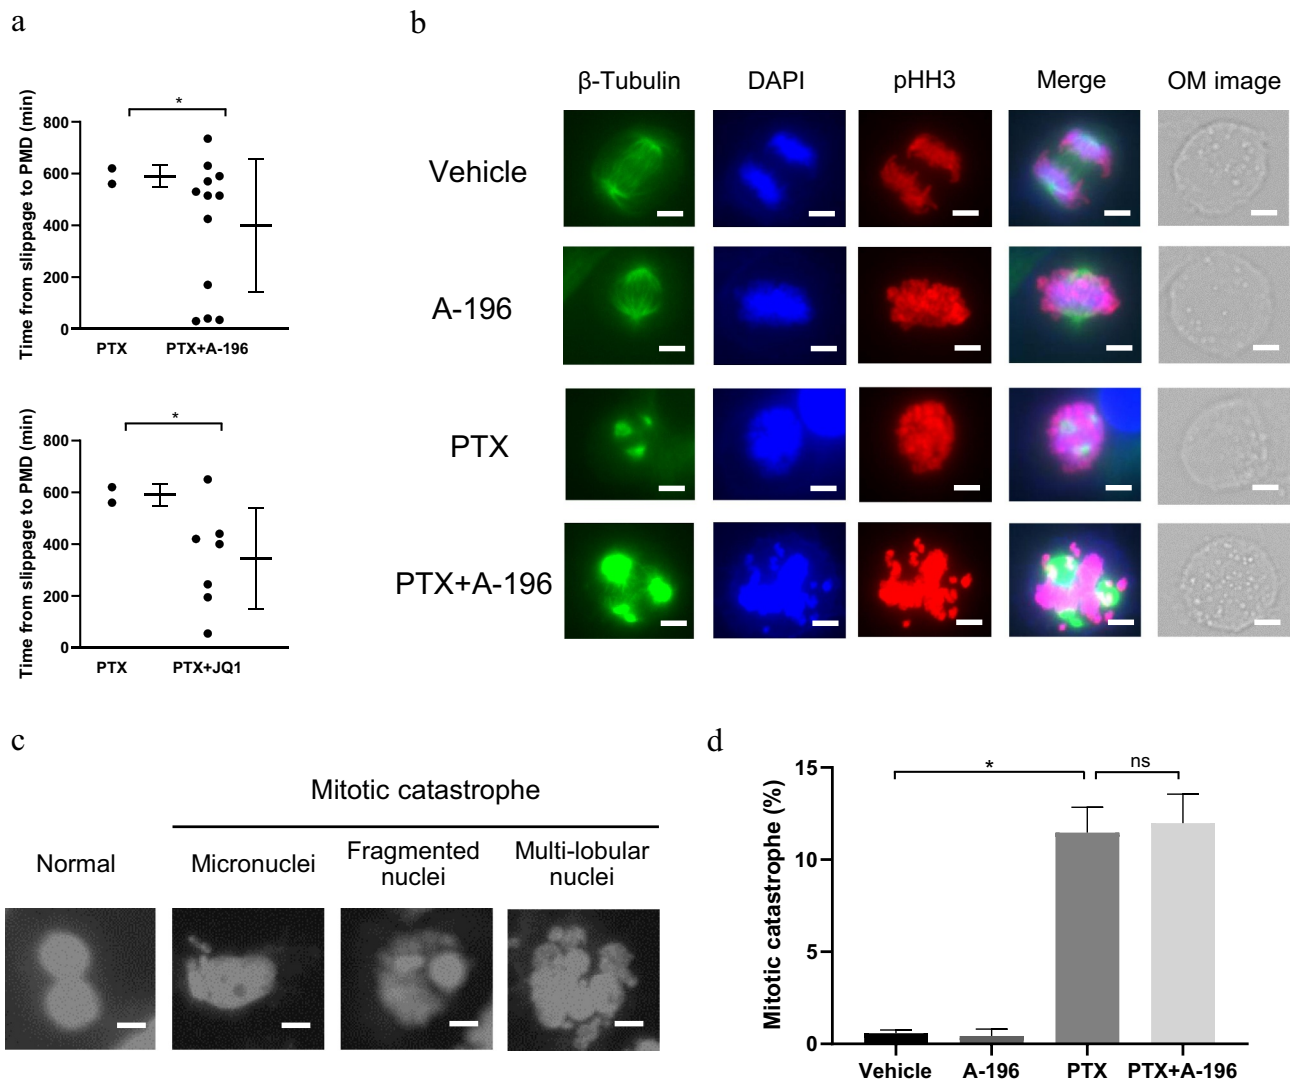 a
Time from slippage to PMD (min)
800
600
400
200
0
*
PTX
PTX+A-196
Time from slippage to PMD (min)
800
600
400
200
0
*
PTX
PTX+JQ1
b
β-Tubulin
DAPI
pHH3
Merge
OM image
Vehicle
A-196
PTX
PTX+A-196
c
Mitotic catastrophe
Normal
Micronuclei
Fragmented
nuclei
Multi-lobular
nuclei
d
Mitotic catastrophe (%)
15
10
5
0
*
ns
Vehicle
A-196
PTX
PTX+A-196